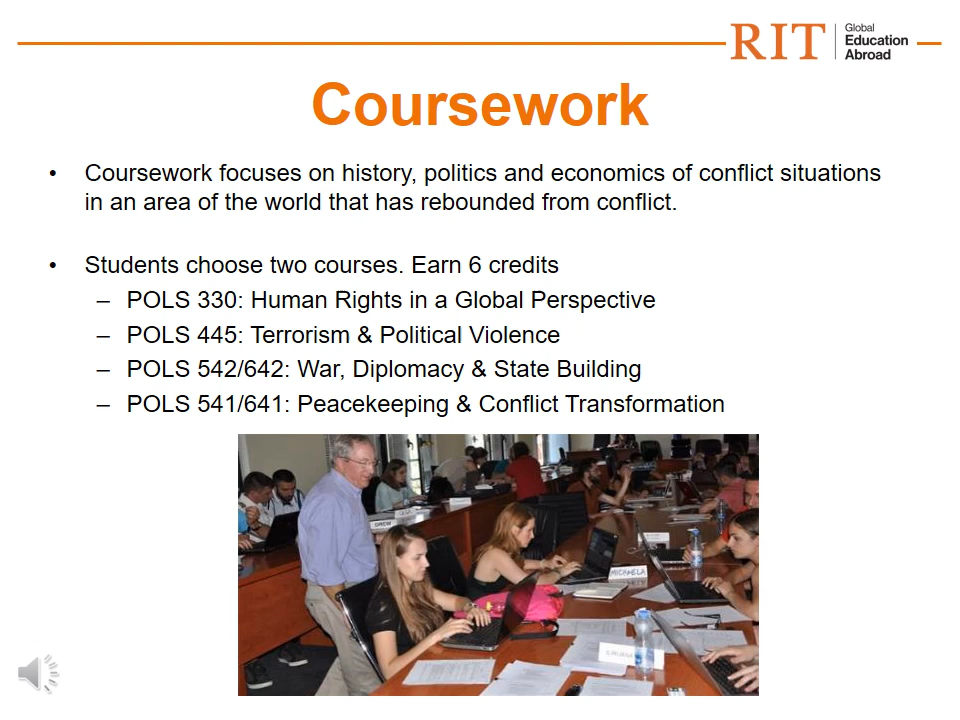 RIT
Global
Education
Abroad
Coursework
• Coursework focuses on history, politics and economics of conflict situations
in an area of the world that has rebounded from conflict.
• Students choose two courses. Earn 6 credits
– POLS 330: Human Rights in a Global Perspective
– POLS 445: Terrorism & Political Violence
– POLS 542/642: War, Diplomacy & State Building
– POLS 541/641: Peacekeeping & Conflict Transformation
DREW
MICHAELA